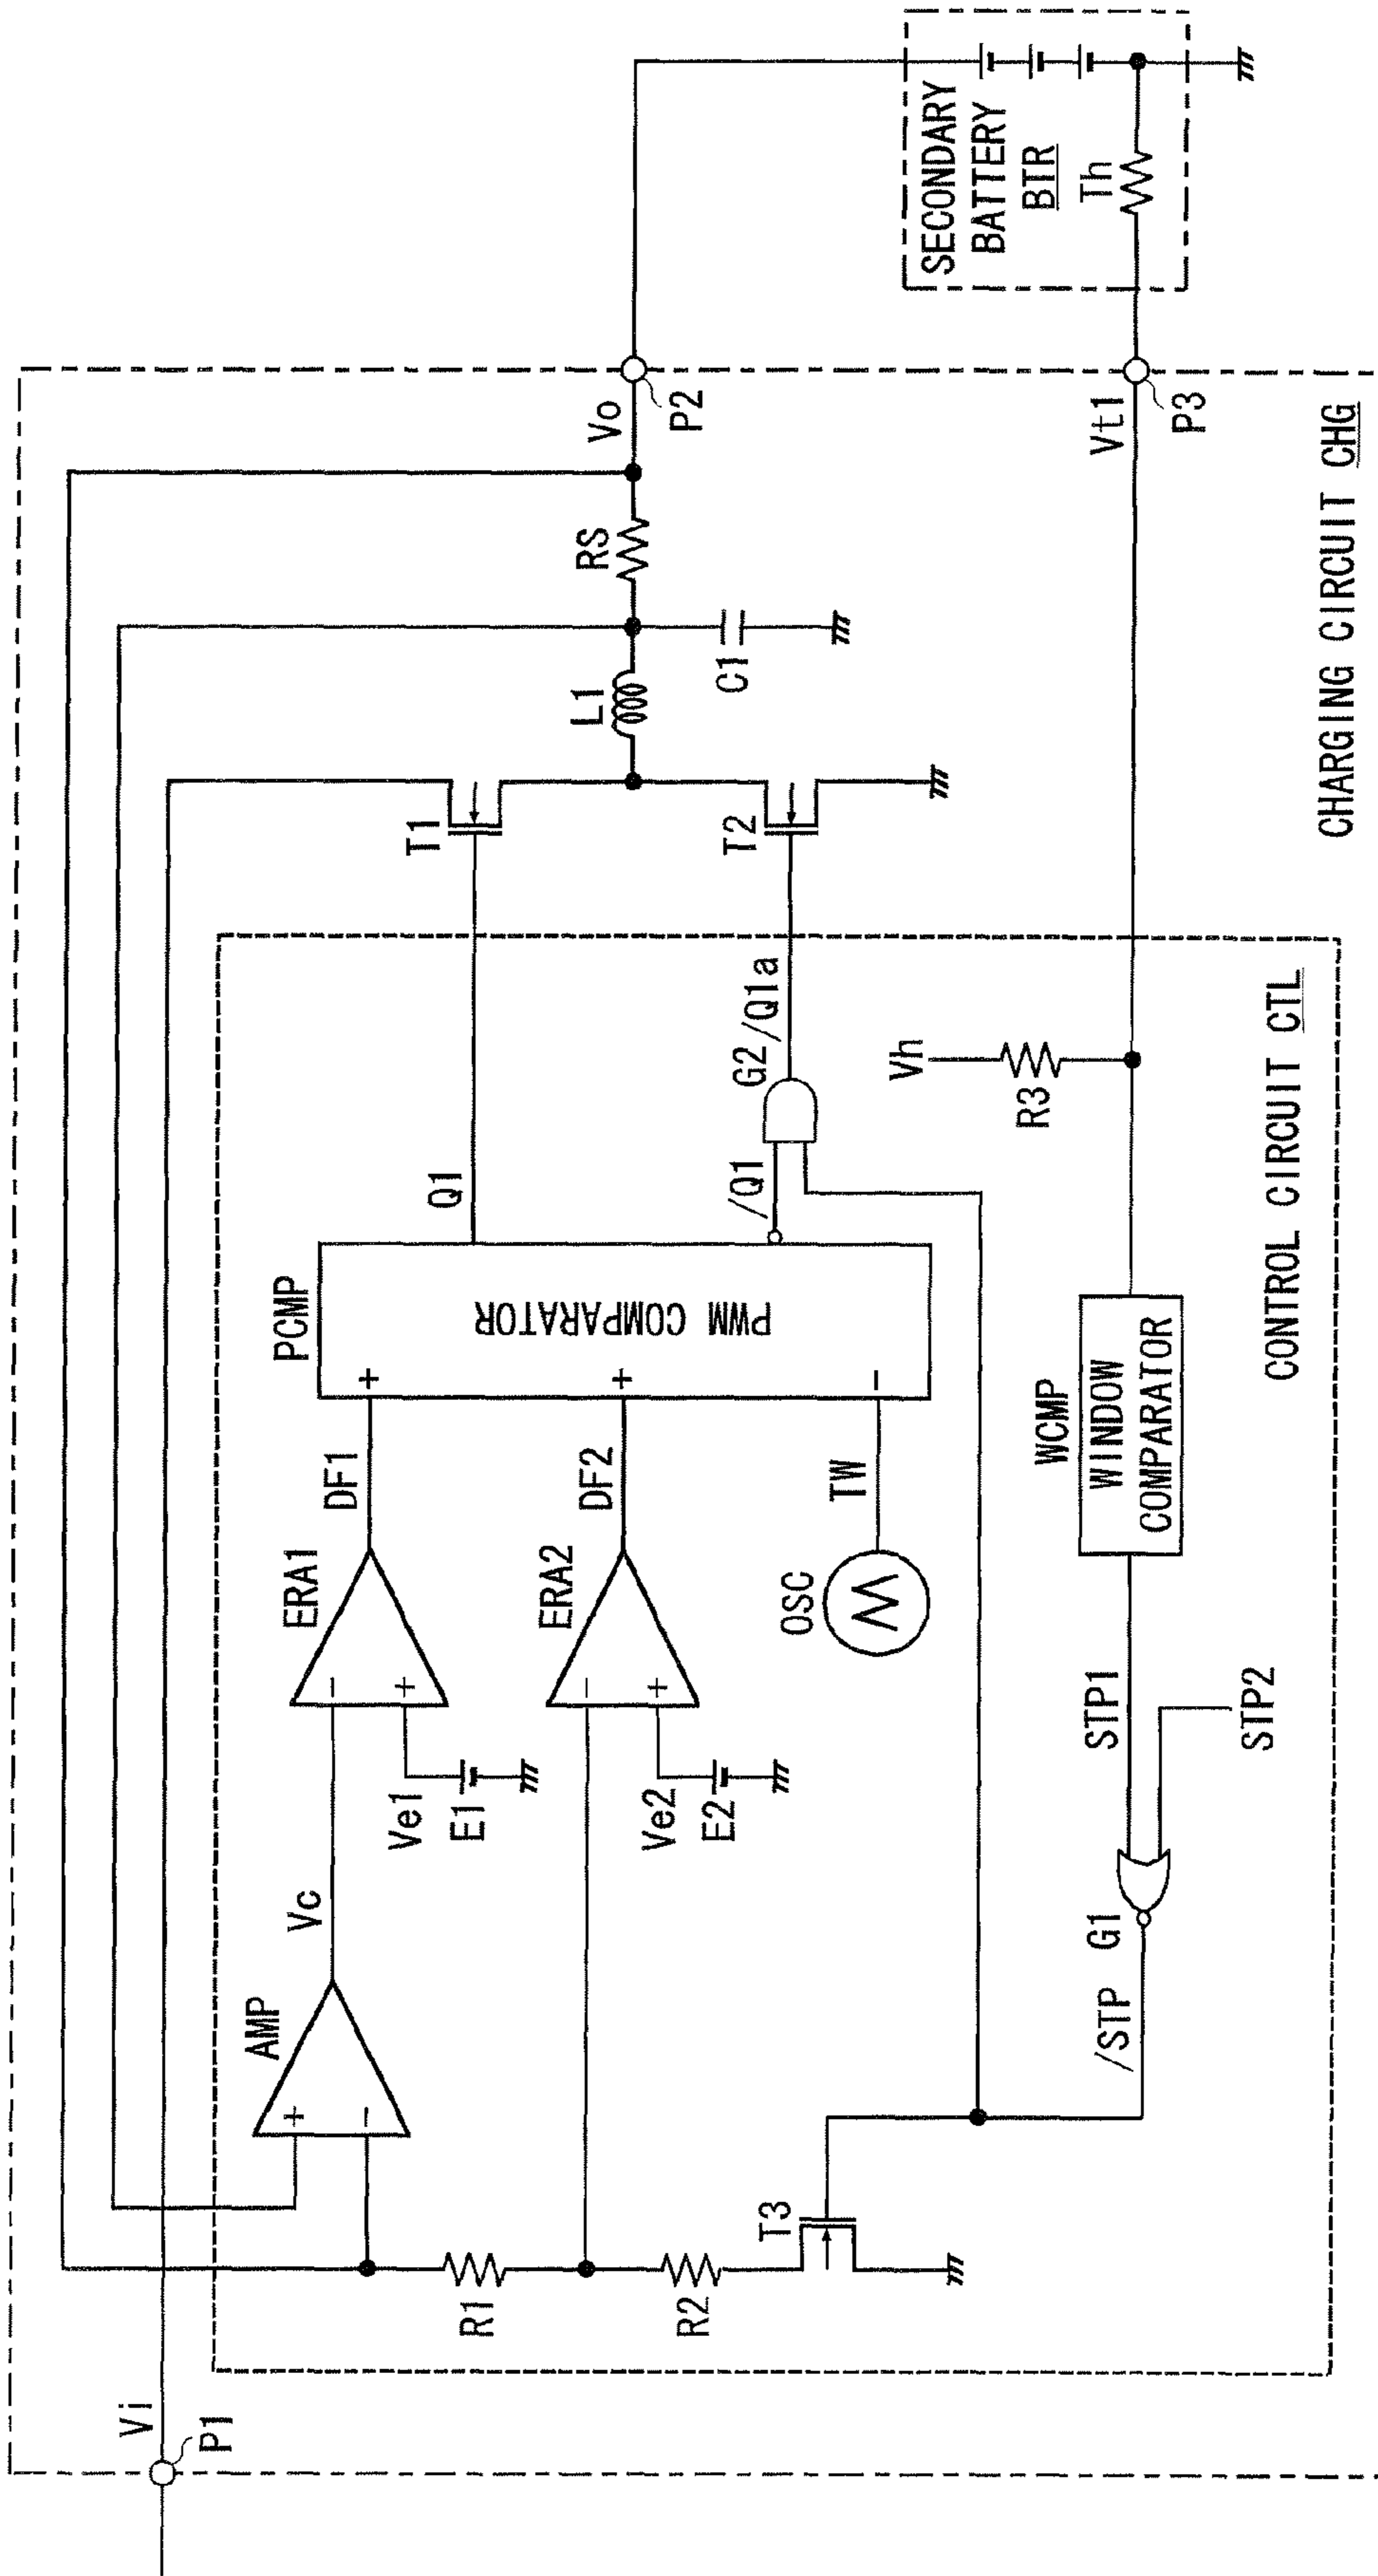 Vi
P1
AMP
Vc
ERA1
DF1
PCMP
Q1
T1
L1
RS
Vo
P2
+
-
-
+
+
Ve1
E1
R1
ERA2
DF2
-
+
+
PWM COMPARATOR
/Q1
G2
/Q1a
T2
C1
Ve2
E2
R2
OSC
TW
-
T3
Vh
R3
SECONDARY
BATTERY
BTR
Th
Vt1
P3
/STP
G1
STP1
STP2
WCMP
WINDOW
COMPARATOR
CONTROL CIRCUIT CTL
CHARGING CIRCUIT CHG